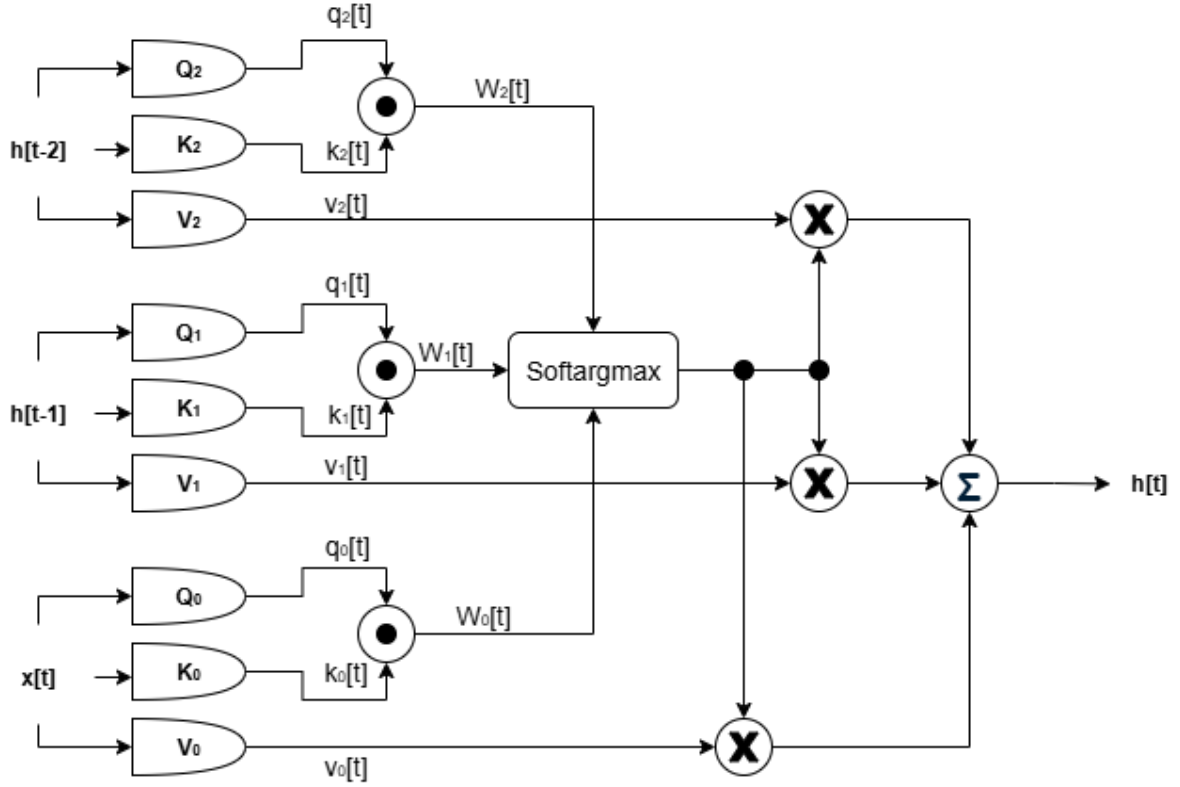 q₂[t]
Q₂
W₂[t]
h[t-2]
K₂
k₂[t]
V₂
v₂[t]
X
q₁[t]
Q₁
W₁[t]
Softargmax
h[t-1]
K₁
k₁[t]
V₁
v₁[t]
X
Σ
h[t]
q₀[t]
Q₀
W₀[t]
x[t]
K₀
k₀[t]
V₀
v₀[t]
X